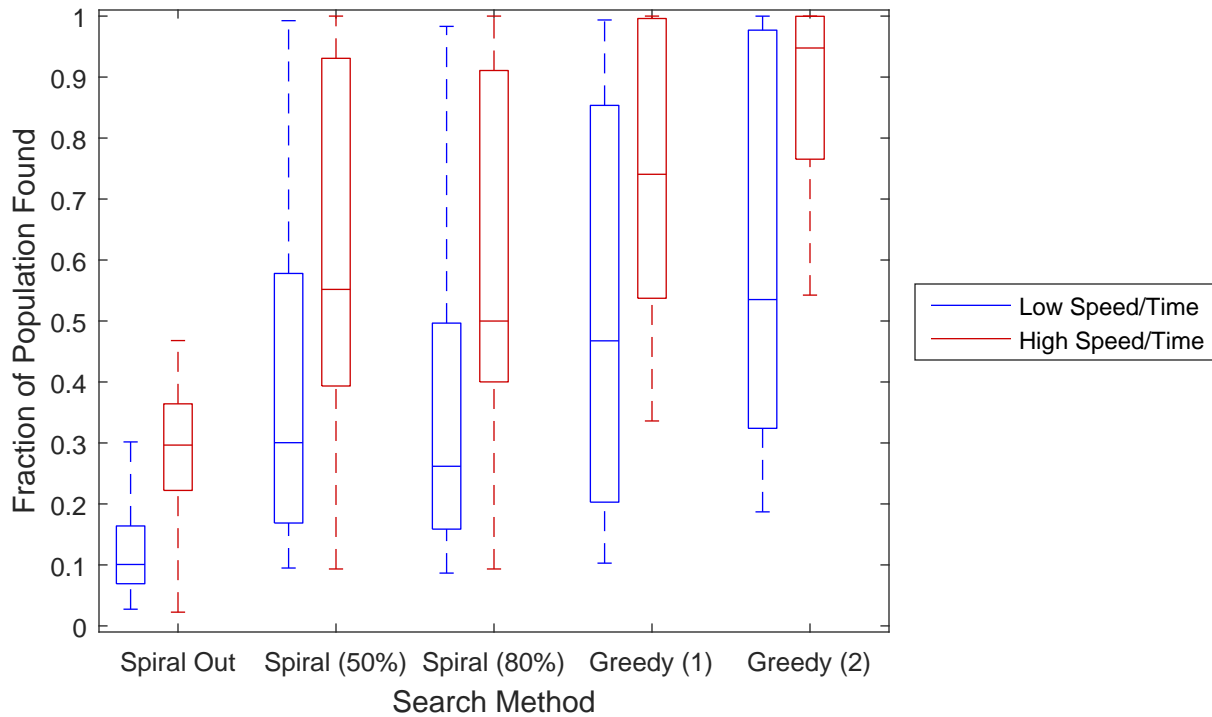 1
0.9
0.8
0.7
0.6
0.5
0.4
0.3
0.2
0.1
0
Fraction of Population Found
Spiral Out
Spiral (50%)
Spiral (80%)
Greedy (1)
Greedy (2)
Search Method
Low Speed/Time
High Speed/Time